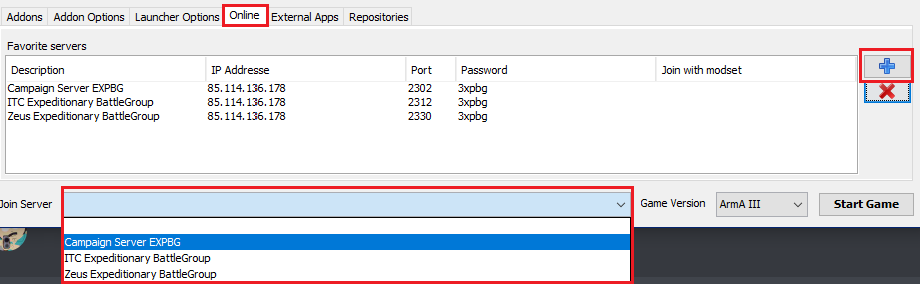 Addons Addon Options Launcher Options Online External Apps Repositories
Favorite servers
Description IP Addresse Port Password Join with modset
Campaign Server EXPBG 85.114.136.178 2302 3xpbg
ITC Expeditionary BattleGroup 85.114.136.178 2312 3xpbg
Zeus Expeditionary BattleGroup 85.114.136.178 2330 3xpbg
Join Server Game Version ArmA III Start Game
Campaign Server EXPBG
ITC Expeditionary BattleGroup
Zeus Expeditionary BattleGroup